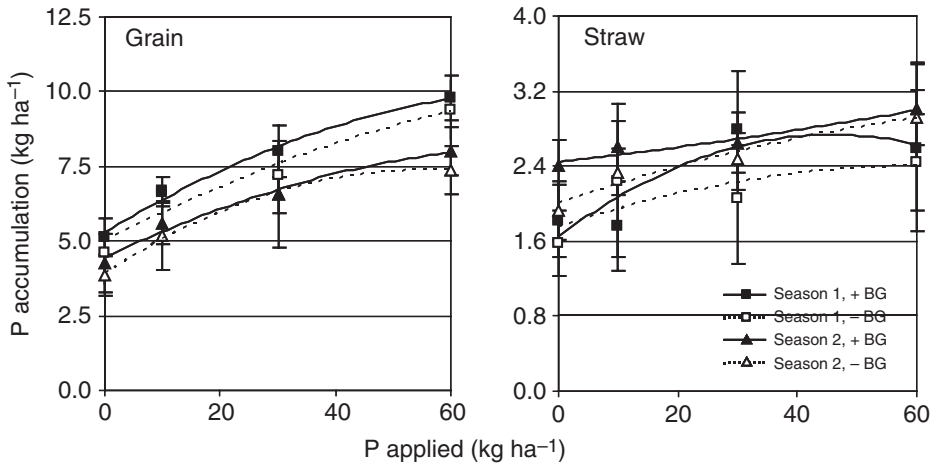 Grain
Straw
P accumulation (kg ha⁻¹)
12.5
10.0
7.5
5.0
2.5
0.0
0
20
40
60
4.0
3.2
2.4
1.6
0.8
0.0
0
20
40
60
Season 1, + BG
Season 1, – BG
Season 2, + BG
Season 2, – BG
P applied (kg ha⁻¹)